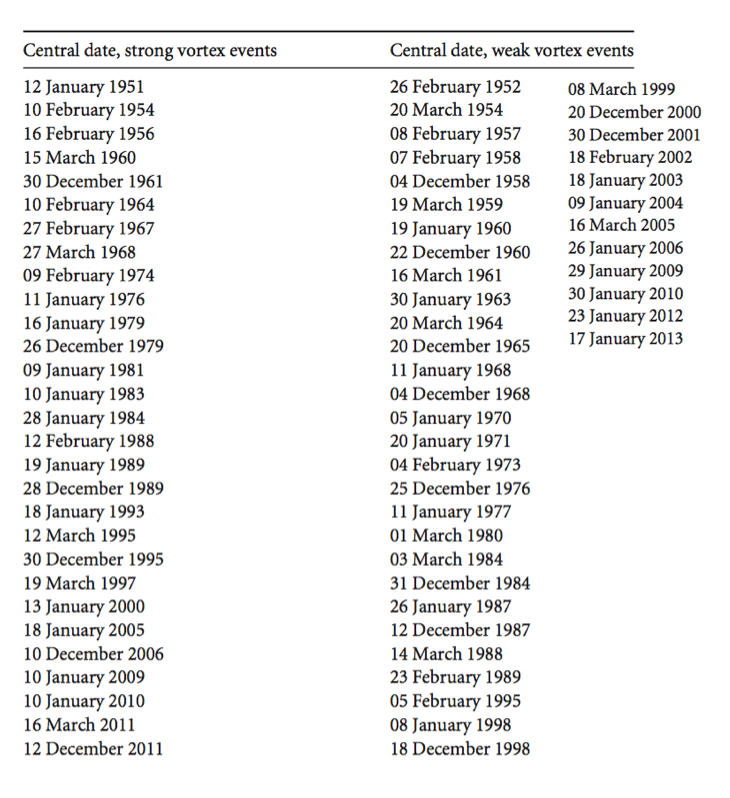 Central date, strong vortex events
12 January 1951
10 February 1954
16 February 1956
15 March 1960
30 December 1961
10 February 1964
27 February 1967
27 March 1968
09 February 1974
11 January 1976
16 January 1979
26 December 1979
09 January 1981
10 January 1983
28 January 1984
12 February 1988
19 January 1989
28 December 1989
18 January 1993
12 March 1995
30 December 1995
19 March 1997
13 January 2000
18 January 2005
10 December 2006
10 January 2009
10 January 2010
16 March 2011
12 December 2011
Central date, weak vortex events
26 February 1952
20 March 1954
08 February 1957
07 February 1958
04 December 1958
19 March 1959
19 January 1960
22 December 1960
16 March 1961
30 January 1963
20 March 1964
20 December 1965
11 January 1968
04 December 1968
05 January 1970
20 January 1971
04 February 1973
25 December 1976
11 January 1977
01 March 1980
03 March 1984
31 December 1984
26 January 1987
12 December 1987
14 March 1988
23 February 1989
05 February 1995
08 January 1998
18 December 1998
08 March 1999
20 December 2000
30 December 2001
18 February 2002
18 January 2003
09 January 2004
16 March 2005
26 January 2006
29 January 2009
30 January 2010
23 January 2012
17 January 2013